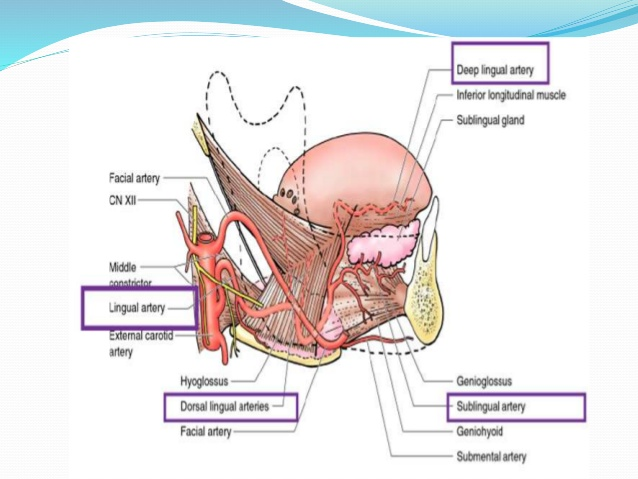 Deep lingual artery
Inferior longitudinal muscle
Sublingual gland
Facial artery
CN XII
Middle
constrictor
Lingual artery
External carotid
artery
Hyoglossus
Dorsal lingual arteries
Facial artery
Genioglossus
Sublingual artery
Geniohyoid
Submental artery